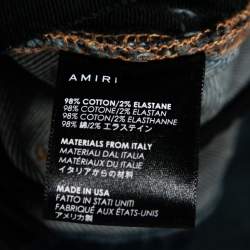 AMIRI
98% COTTON/2% ELASTANE
98% COTONE/2% ELASTAN
98% COTON/2% ELASTHANNE
98% 綿/2% エラステイン
MATERIALS FROM ITALY
MATERIALI DAL ITALIA
MATÉRIAUX DU ITALIE
イタリアからの材料
MADE IN USA
FATTO IN STATI UNITI
FABRIQUÉ AUX ÉTATS-UNIS
アメリカ製